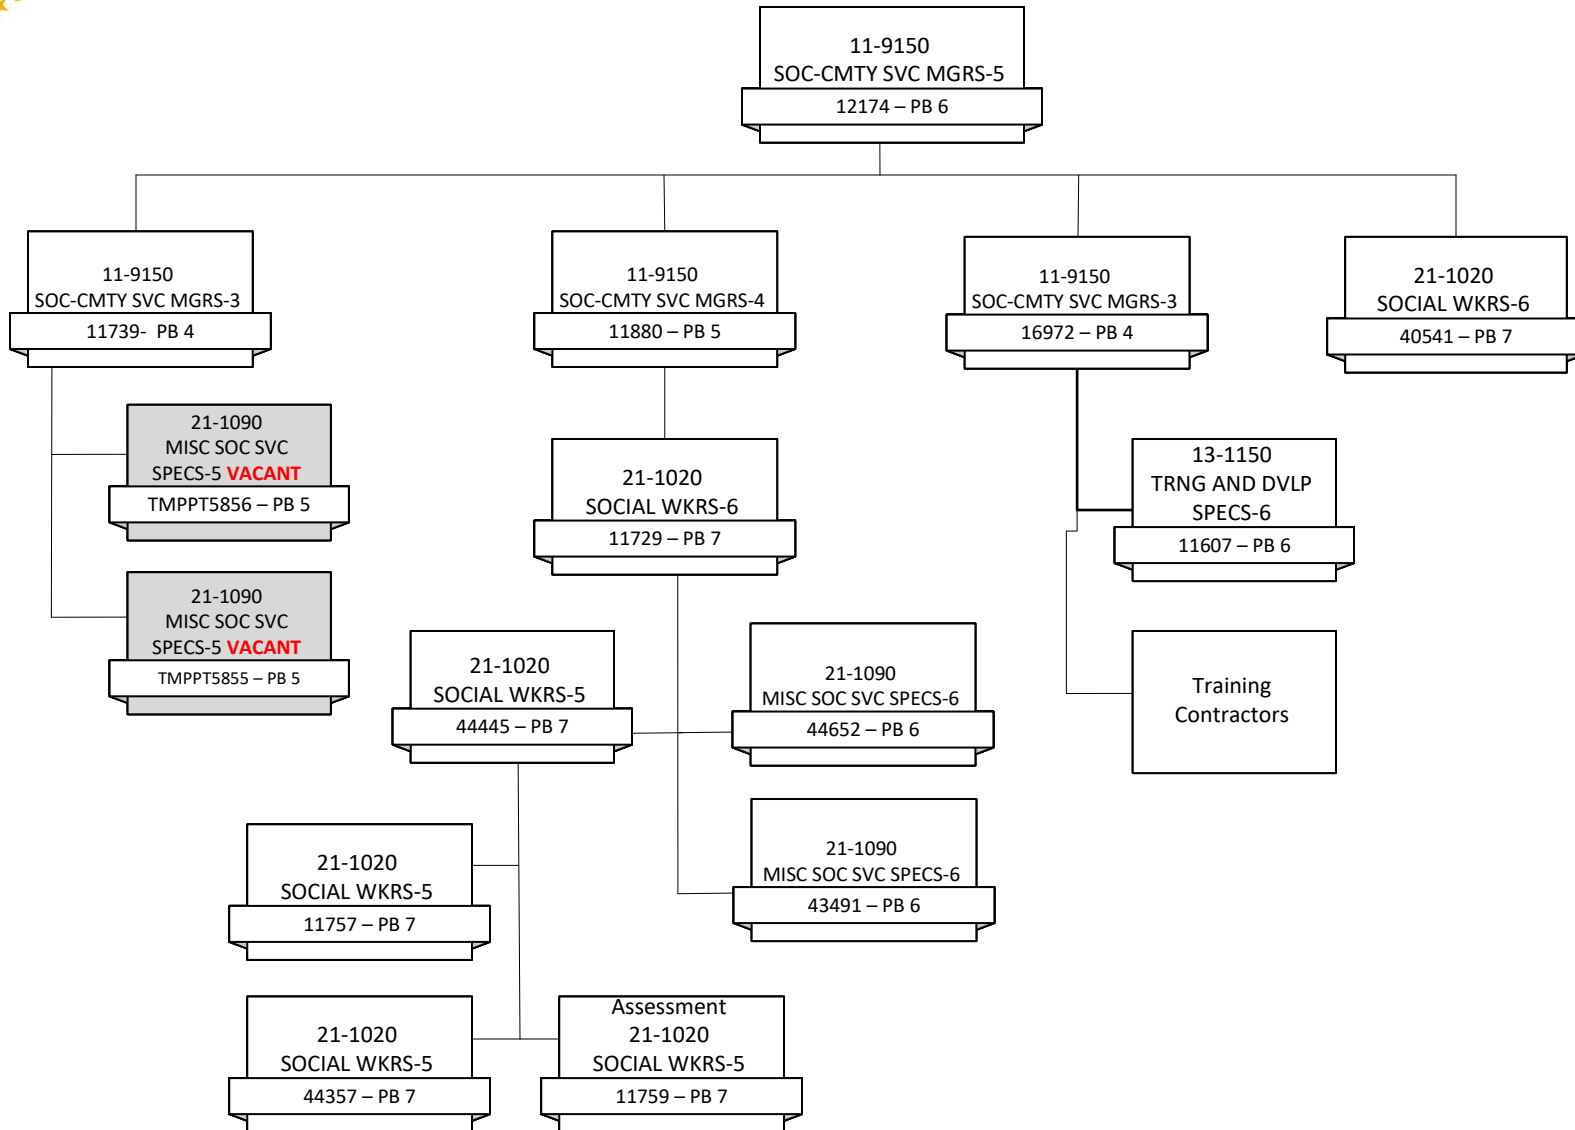 11-9150
SOC-CMTY SVC MGRS-5
12174 – PB 6
11-9150
SOC-CMTY SVC MGRS-3
11739-  PB 4
11-9150
SOC-CMTY SVC MGRS-4
11880 – PB 5
11-9150
SOC-CMTY SVC MGRS-3
16972 – PB 4
21-1020
SOCIAL WKRS-6
40541 – PB 7
21-1090
MISC SOC SVC
SPECS-5 VACANT
TMPPT5856 – PB 5
21-1090
MISC SOC SVC
SPECS-5 VACANT
TMPPT5855 – PB 5
21-1020
SOCIAL WKRS-6
11729 – PB 7
13-1150
TRNG AND DVLP
SPECS-6
11607 – PB 6
Training
Contractors
21-1020
SOCIAL WKRS-5
44445 – PB 7
21-1090
MISC SOC SVC SPECS-6
44652 – PB 6
21-1090
MISC SOC SVC SPECS-6
43491 – PB 6
21-1020
SOCIAL WKRS-5
11757 – PB 7
21-1020
SOCIAL WKRS-5
44357 – PB 7
Assessment
21-1020
SOCIAL WKRS-5
11759 – PB 7